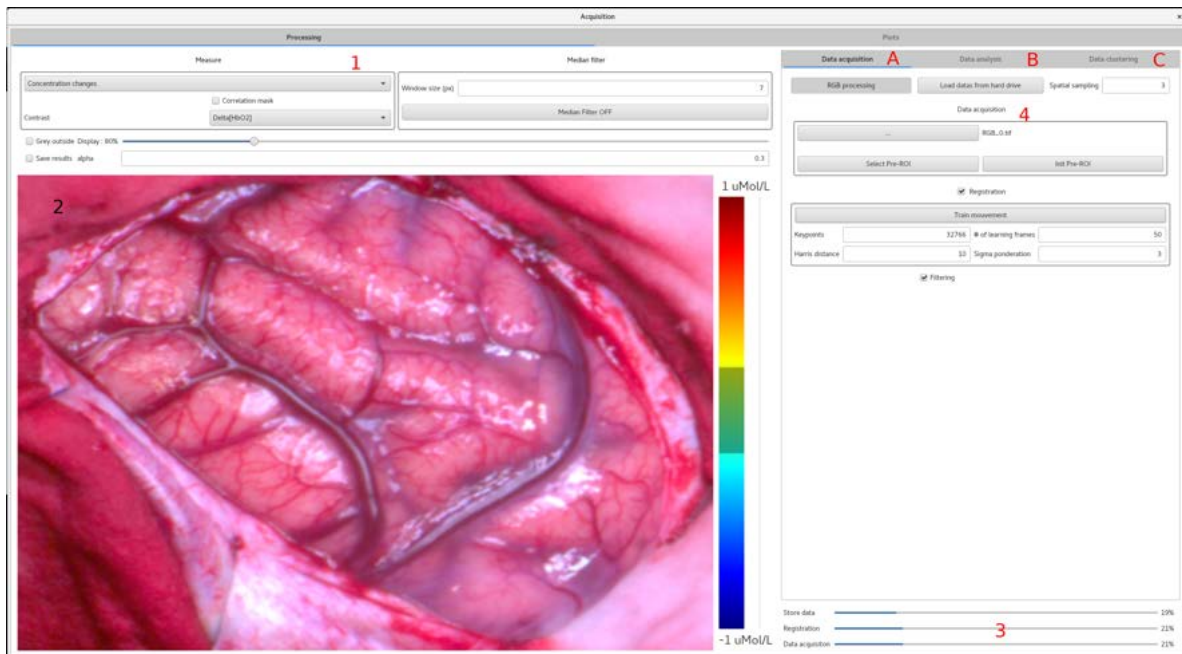 Acquisition ×
Processing Plots
Measure 1 Median filter
Concentration changes
Correlation mask
Contrast Delta[HbO2]
Window size (px) 7
Median Filter OFF
Grey outside Display : 80%
Save results alpha 0.3
2
1 uMol/L
-1 uMol/L
Data acquisition A Data analysis B Data clustering C
RGB processing Load datas from hard drive Spatial sampling 3
Data acquisition 4
... RGB_0.tif
Select Pre-ROI Init Pre-ROI
Registration
Train mouvement
Keypoints 32766 # of learning frames 50
Harris distance 10 Sigma ponderation 3
Filtering
Store data 19%
Registration 3 21%
Data acquisition 21%